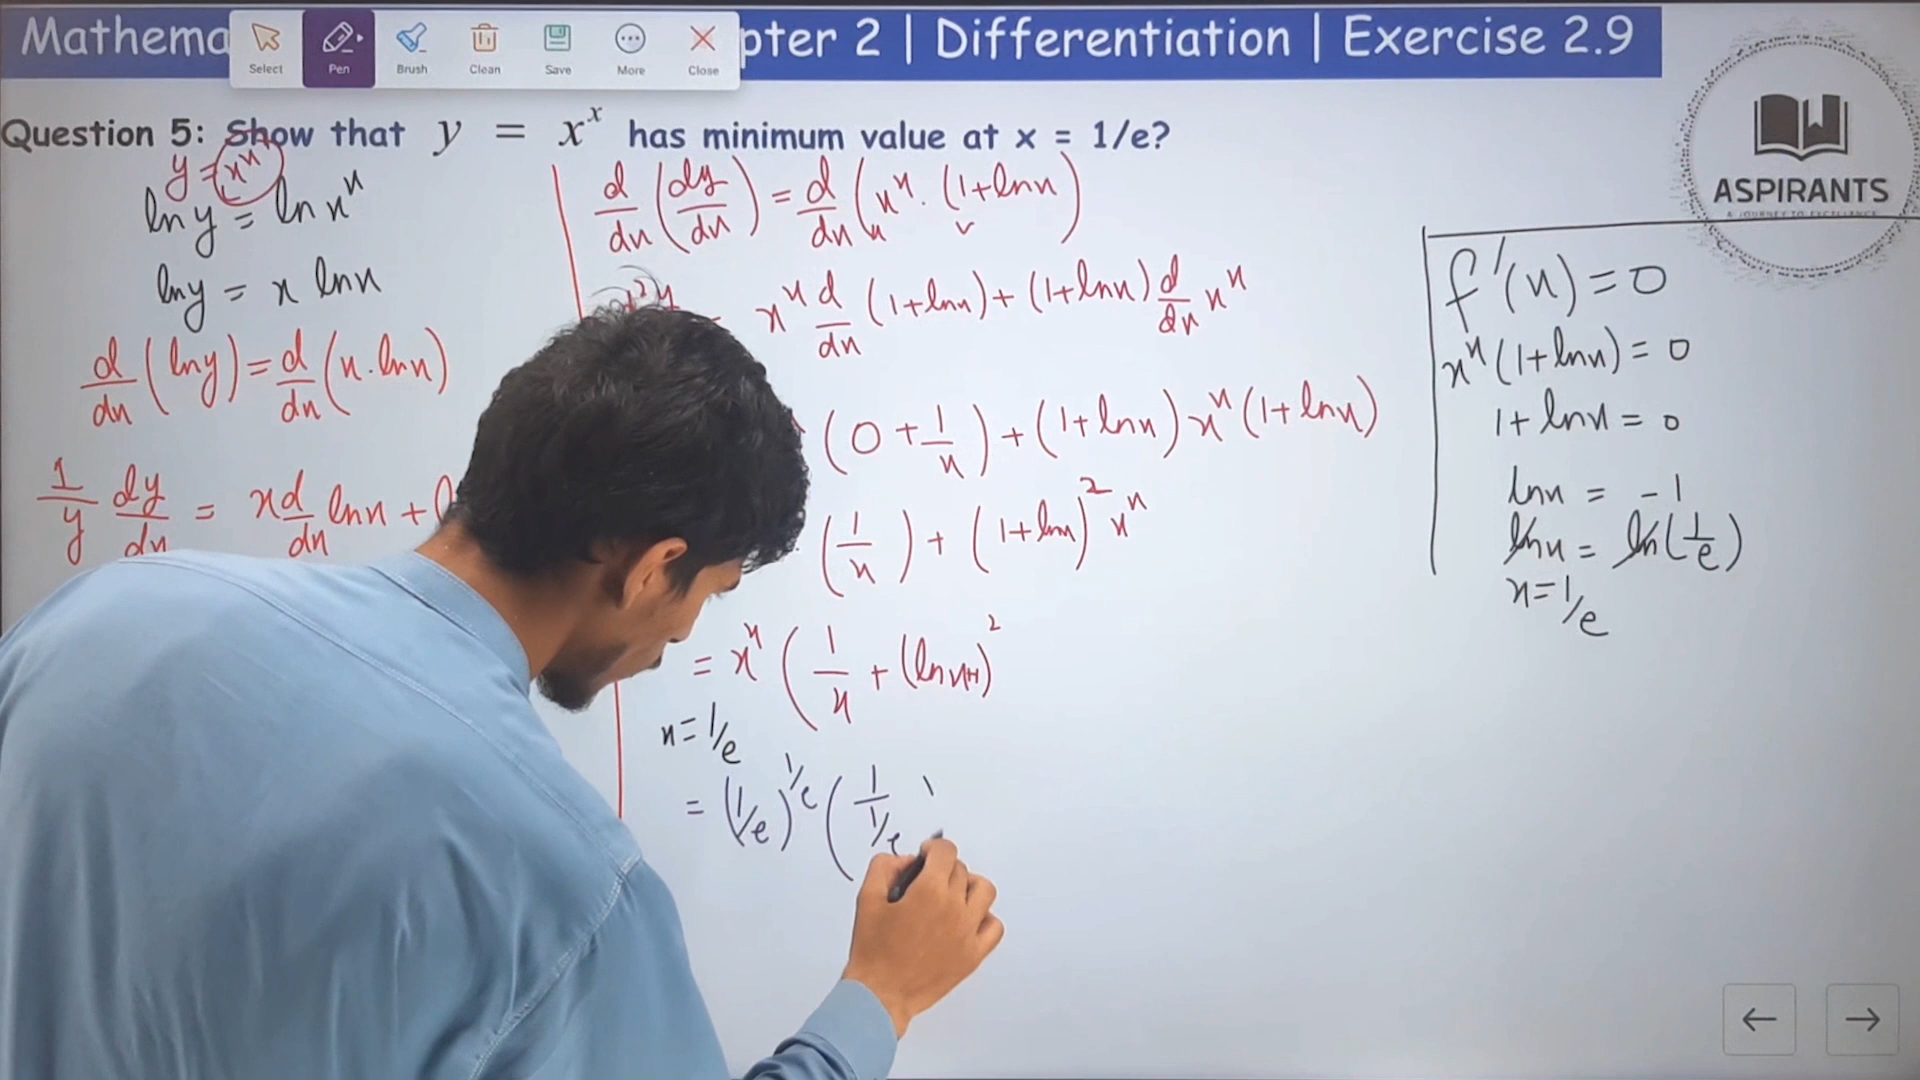 Mathema
Select
Pen
Brush
Clean
Save
More
Close
pter 2 | Differentiation | Exercise 2.9
ASPIRANTS
A JOURNEY TO EXCELLENCE
Question 5: Show that y = x^x has minimum value at x = 1/e?
y = x^x
ln y = ln x^x
ln y = x ln x
d/dx (ln y) = d/dx (x . ln x)
1/y dy/dx = x d/dx ln x +
d/dx (dy/dx) = d/dx (x^x . (1 + ln x)
u v
x^x d/dx (1 + ln x) + (1 + ln x) d/dx x^x
(0 + 1/x) + (1 + ln x) x^x (1 + ln x)
(1/x) + (1 + ln x)^2 x^x
= x^x (1/x + (ln x + 1)^2
x = 1/e
= (1/e)^1/e (1/1/e
f'(x) = 0
x^x (1 + ln x) = 0
1 + ln x = 0
ln x = -1
ln x = ln (1/e)
x = 1/e